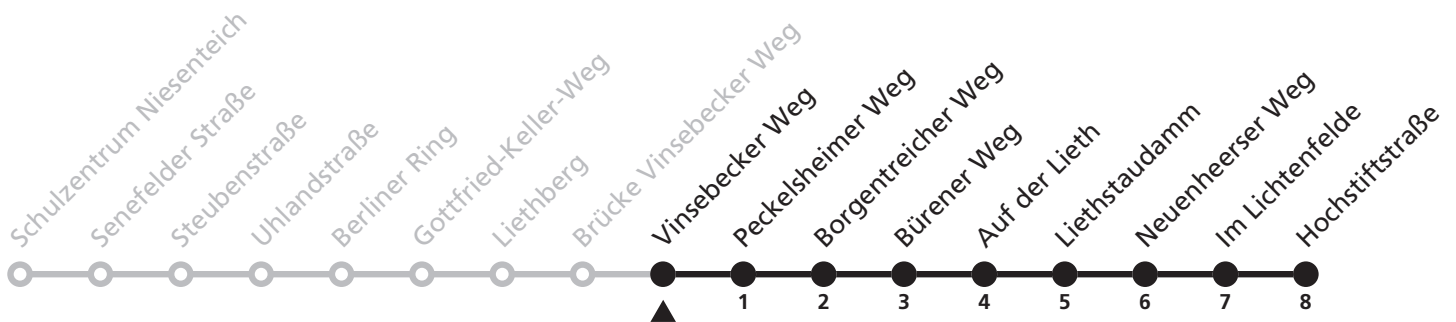 Schulzentrum Niesenteich
Senefelder Straße
Steubenstraße
Uhlandstraße
Berliner Ring
Gottfried-Keller-Weg
Liethberg
Brücke Vinsebecker Weg
Vinsebecker Weg
Peckelsheimer Weg
Borgentreicher Weg
Bürener Weg
Auf der Lieth
Liethstaudamm
Neuenheerser Weg
Im Lichtenfelde
Hochstiftstraße
1 2 3 4 5 6 7 8